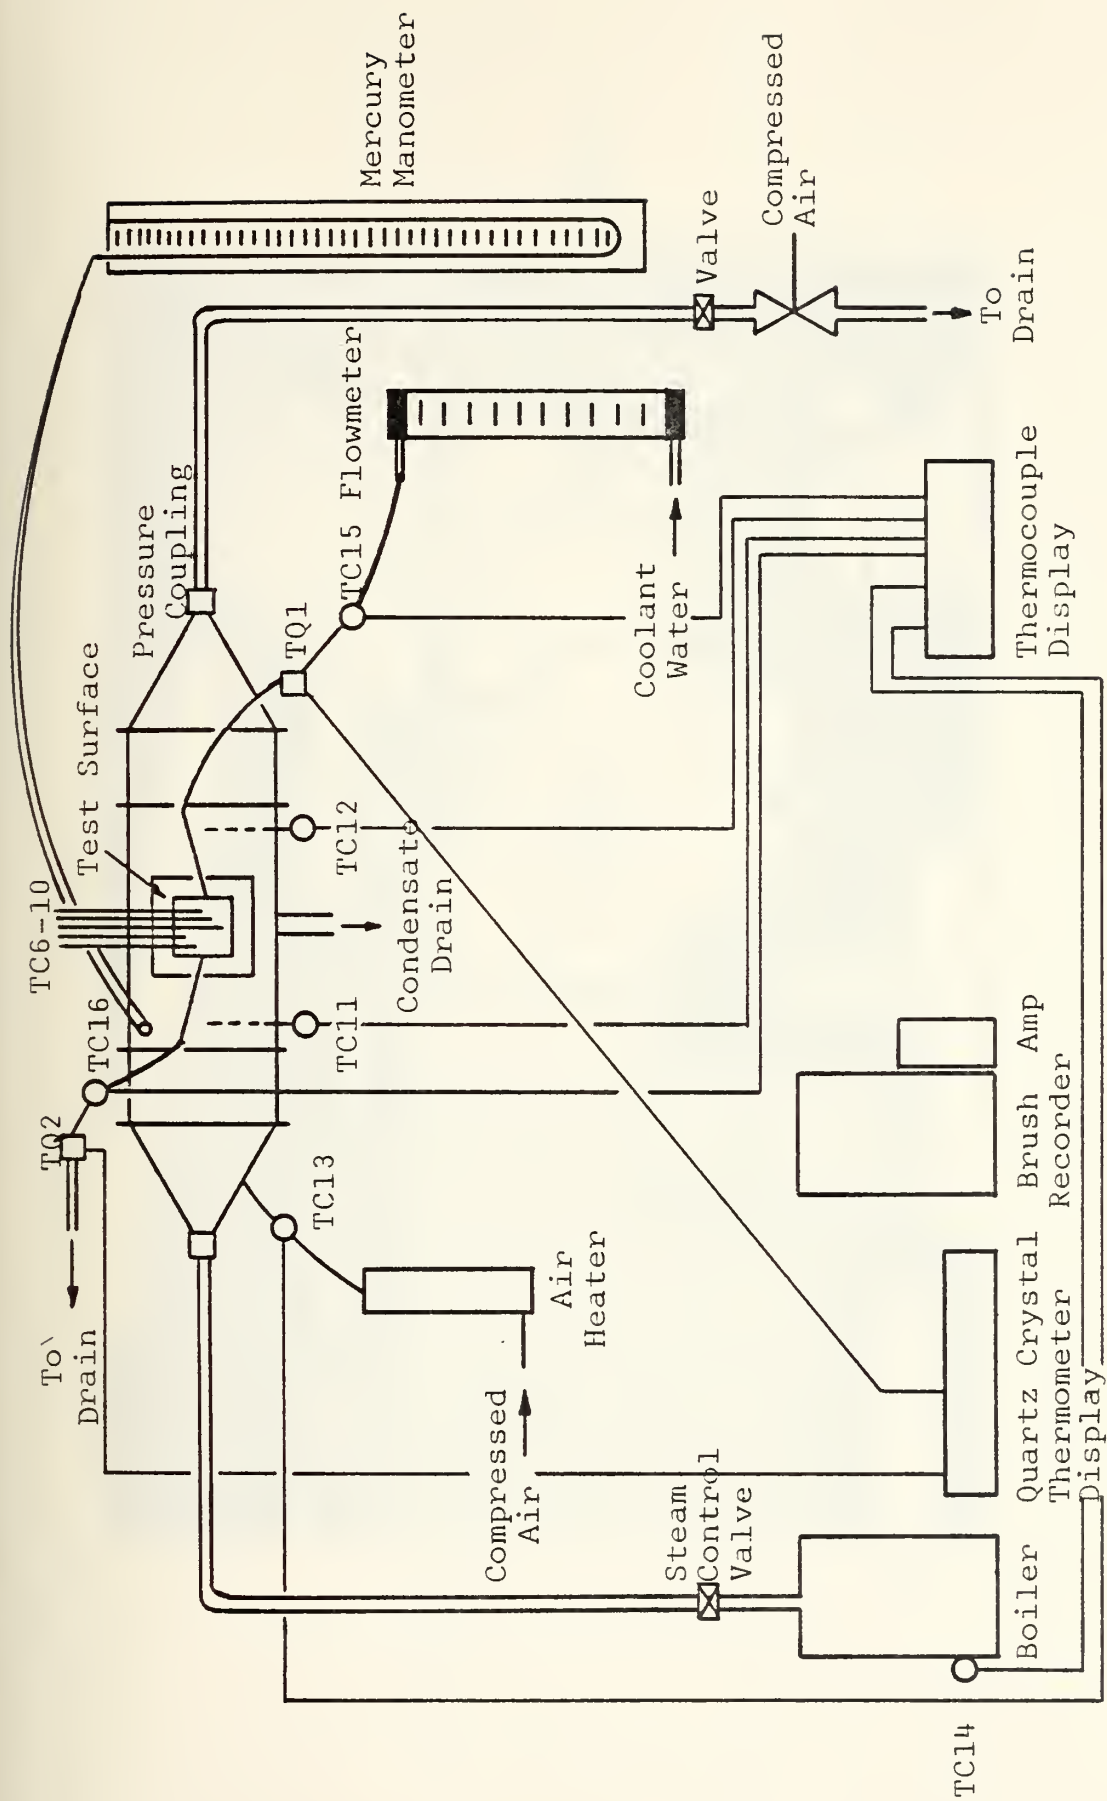 Mercury
Manometer
Compressed
Air
Valve
To
Drain
Pressure
Coupling
TC15 Flowmeter
TQ1
Coolant
Water
Thermocouple
Display
Test Surface
TC6-10
TC12
Condensate
Drain
TC16
TC11
TQ2
TC13
To
Drain
Air
Heater
Compressed
Air
Steam
Control
Valve
Amp
Brush
Recorder
Quartz Crystal
Thermometer
Display
Boiler
TC14